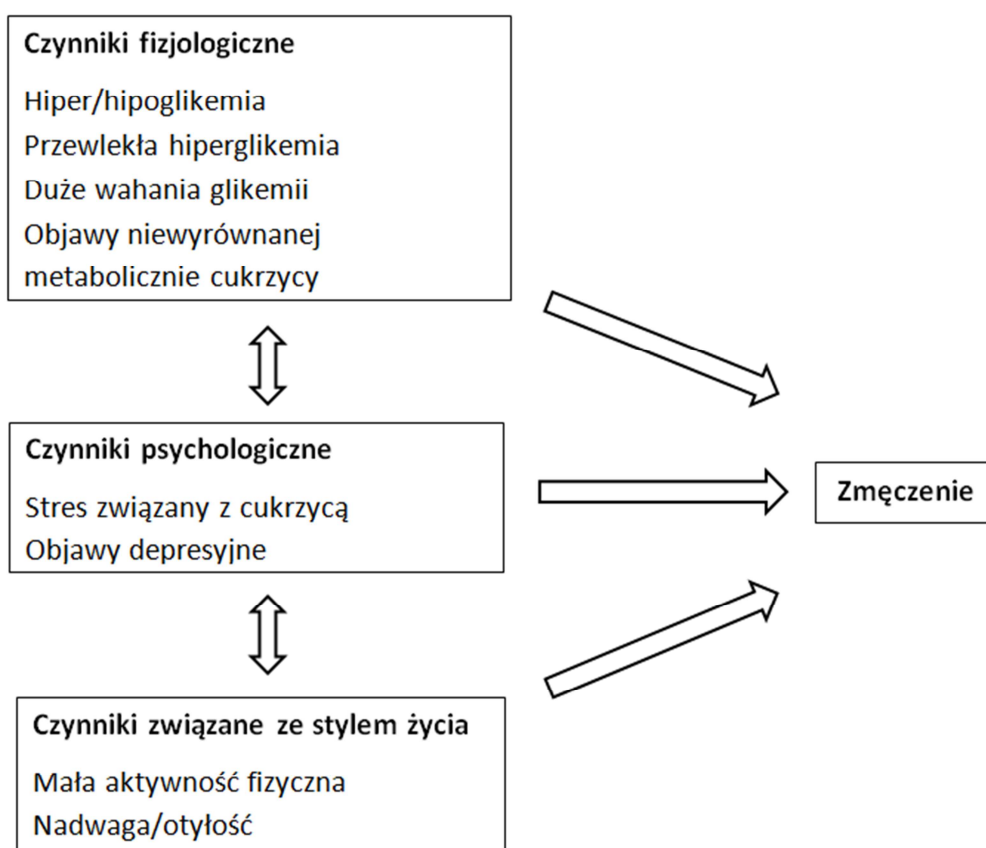 Czynniki fizjologiczne
Hiper/hipoglikemia
Przewlekła hiperglikemia
Duże wahania glikemii
Objawy niewyrównanej
metabolicznie cukrzycy
Czynniki psychologiczne
Stres związany z cukrzycą
Objawy depresyjne
Zmęczenie
Czynniki związane ze stylem życia
Mała aktywność fizyczna
Nadwaga/otyłość